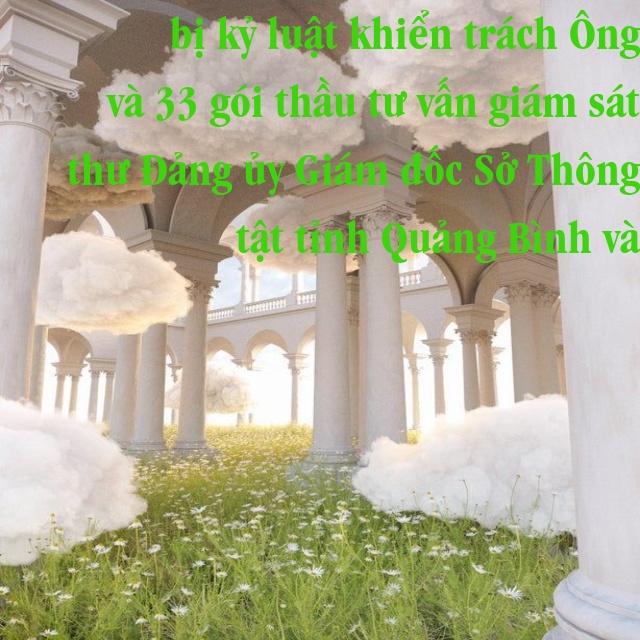 bị kỷ luật khiển trách Ông
và 33 gói thầu tư vấn giám sát
thư Đảng ủy Giám đốc Sở Thông
tật tỉnh Quảng Bình và